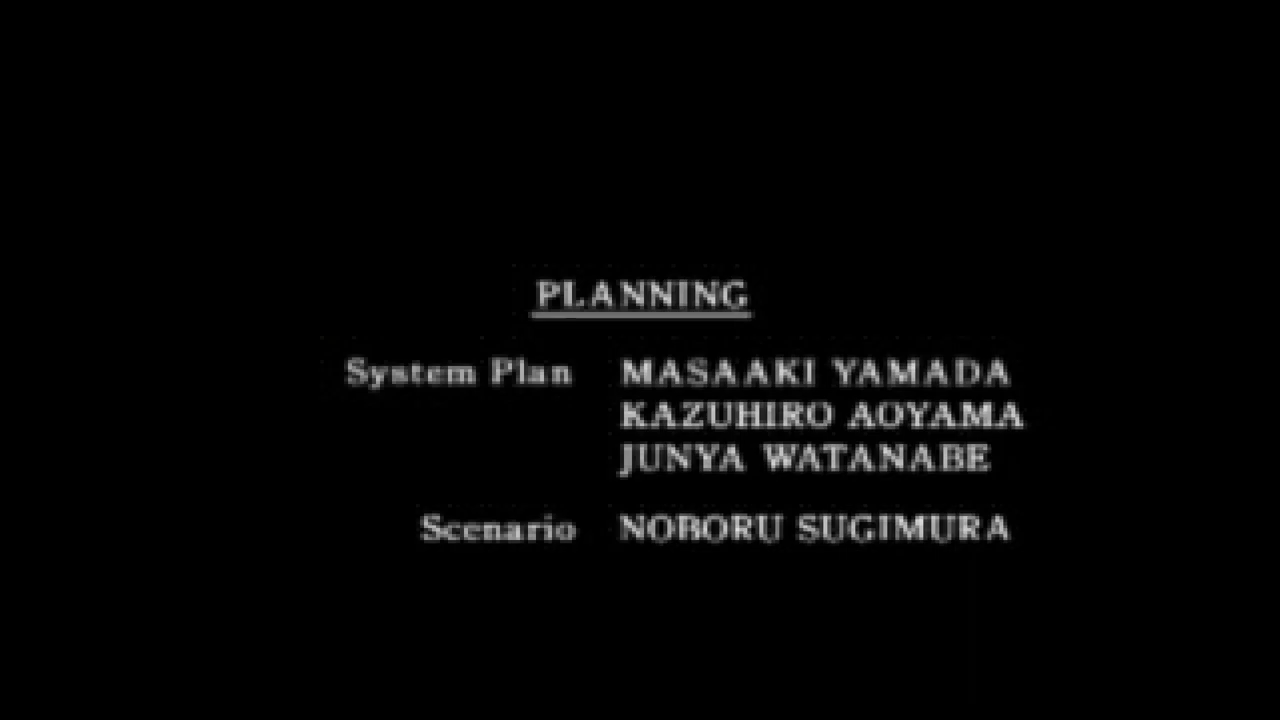 PLANNING
System Plan MASAAKI YAMADA
KAZUHIRO AOYAMA
JUNYA WATANABE
Scenario NOBORU SUGIMURA